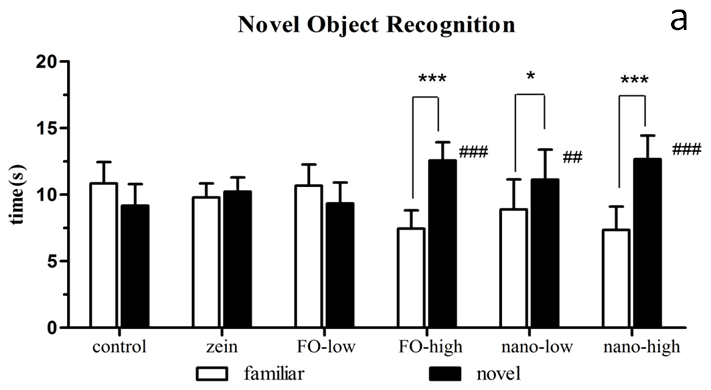 Novel Object Recognition
a
time(s)
20
15
10
5
0
***
*
***
###
##
###
control zein FO-low FO-high nano-low nano-high
familiar novel